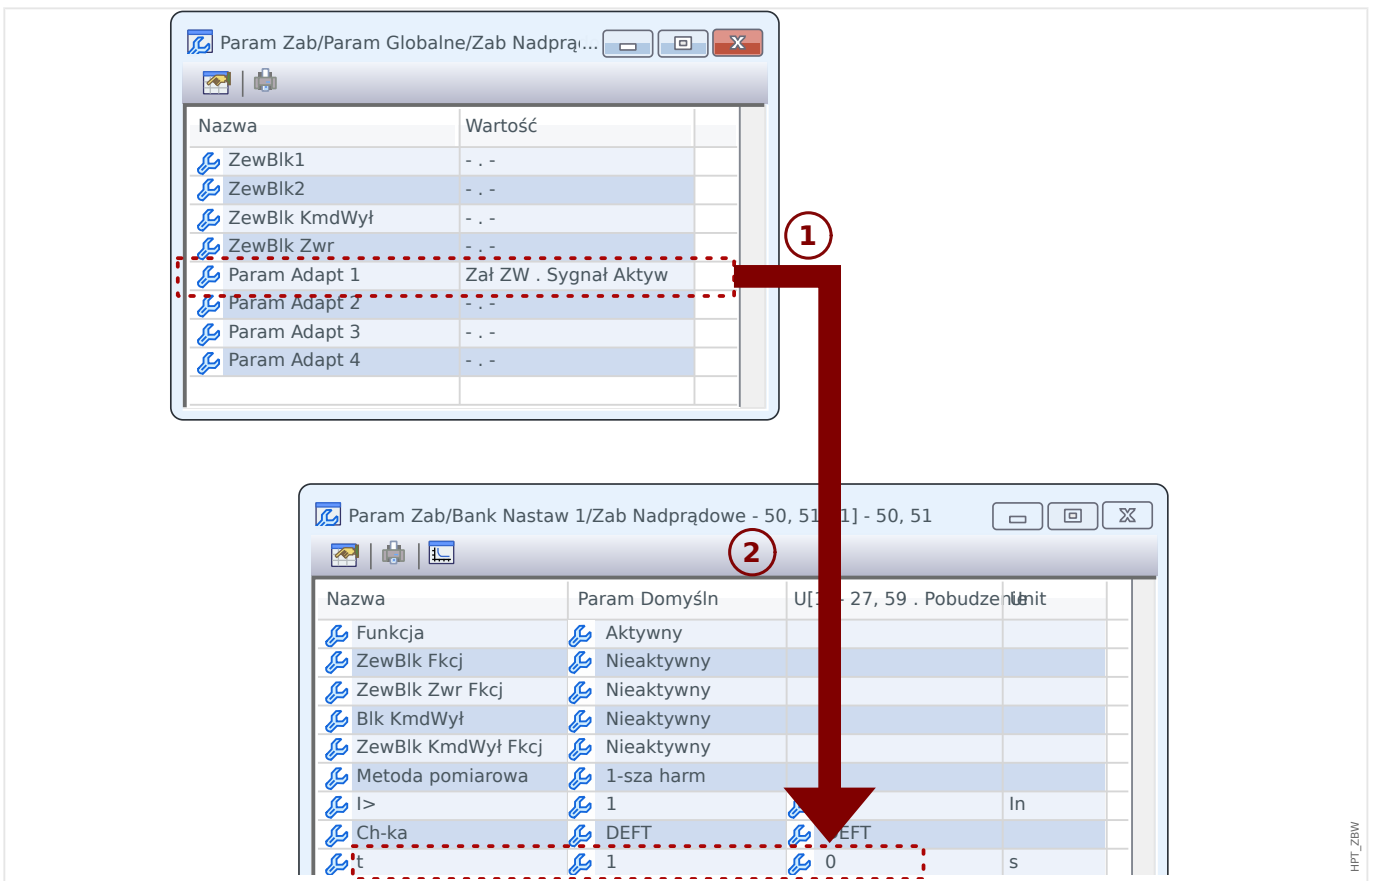 Param Zab/Param Globalne/Zab Nadprą...
Nazwa Wartość
ZewBlk1 - . -
ZewBlk2 - . -
ZewBlk KmdWył - . -
ZewBlk Zwr - . -
Param Adapt 1 Zał ZW . Sygnał Aktyw
Param Adapt 2 - . -
Param Adapt 3 - . -
Param Adapt 4 - . -
1
Param Zab/Bank Nastaw 1/Zab Nadprądowe - 50, 51 1] - 50, 51
2
Nazwa Param Domyśln 27, 59 . Pobudzenie Unit
Funkcja Aktywny
ZewBlk Fkcj Nieaktywny
ZewBlk Zwr Fkcj Nieaktywny
Blk KmdWył Nieaktywny
ZewBlk KmdWył Fkcj Nieaktywny
Metoda pomiarowa 1-sza harm
I> 1 In
Ch-ka DEFT
t 1 0 s
HPT_ZBW